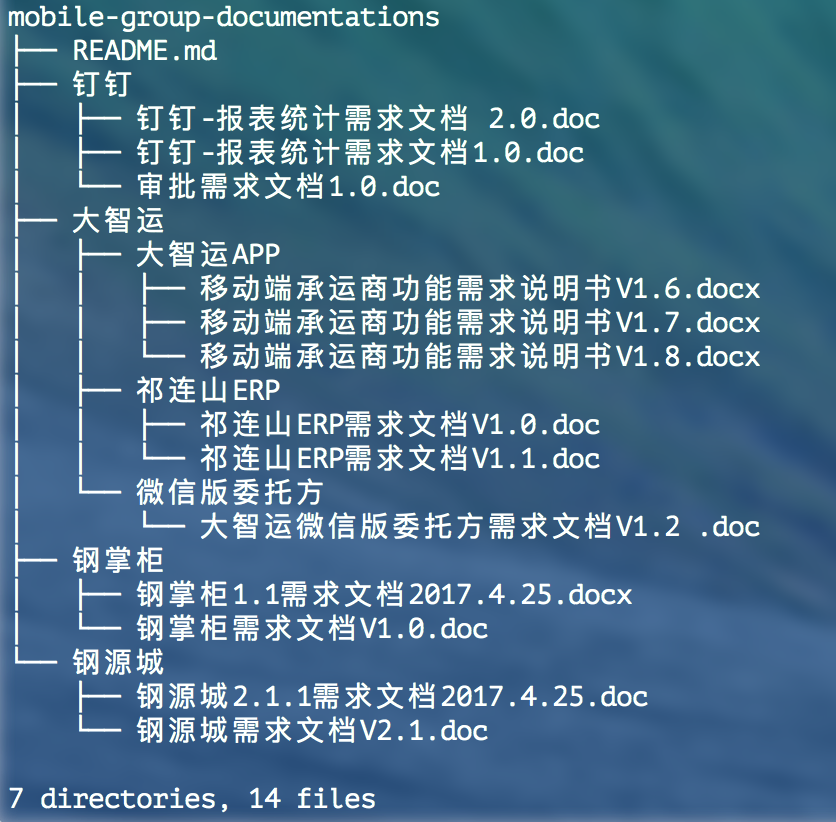 mobile-group-documentations
├── README.md
├── 钉钉
│   ├── 钉钉-报表统计需求文档 2.0.doc
│   ├── 钉钉-报表统计需求文档1.0.doc
│   └── 审批需求文档1.0.doc
├── 大智运
│   ├── 大智运APP
│   │   ├── 移动端承运商功能需求说明书V1.6.docx
│   │   ├── 移动端承运商功能需求说明书V1.7.docx
│   │   └── 移动端承运商功能需求说明书V1.8.docx
│   ├── 祁连山ERP
│   │   ├── 祁连山ERP需求文档V1.0.doc
│   │   └── 祁连山ERP需求文档V1.1.doc
│   └── 微信版委托方
│       └── 大智运微信版委托方需求文档V1.2 .doc
├── 钢掌柜
│   ├── 钢掌柜1.1需求文档2017.4.25.docx
│   └── 钢掌柜需求文档V1.0.doc
└── 钢源城
    ├── 钢源城2.1.1需求文档2017.4.25.doc
    └── 钢源城需求文档V2.1.doc

7 directories, 14 files